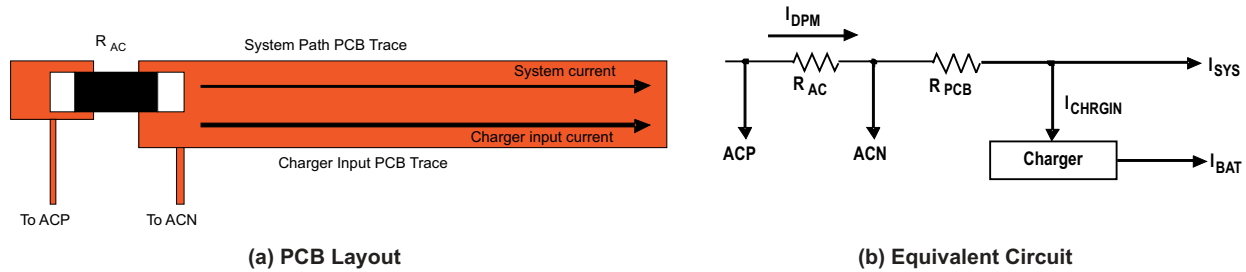 R AC
System Path PCB Trace
System current
Charger input current
Charger Input PCB Trace
To ACP
To ACN
(a) PCB Layout
I DPM
R AC
R PCB
I SYS
I CHRGIN
ACP
ACN
Charger
I BAT
(b) Equivalent Circuit